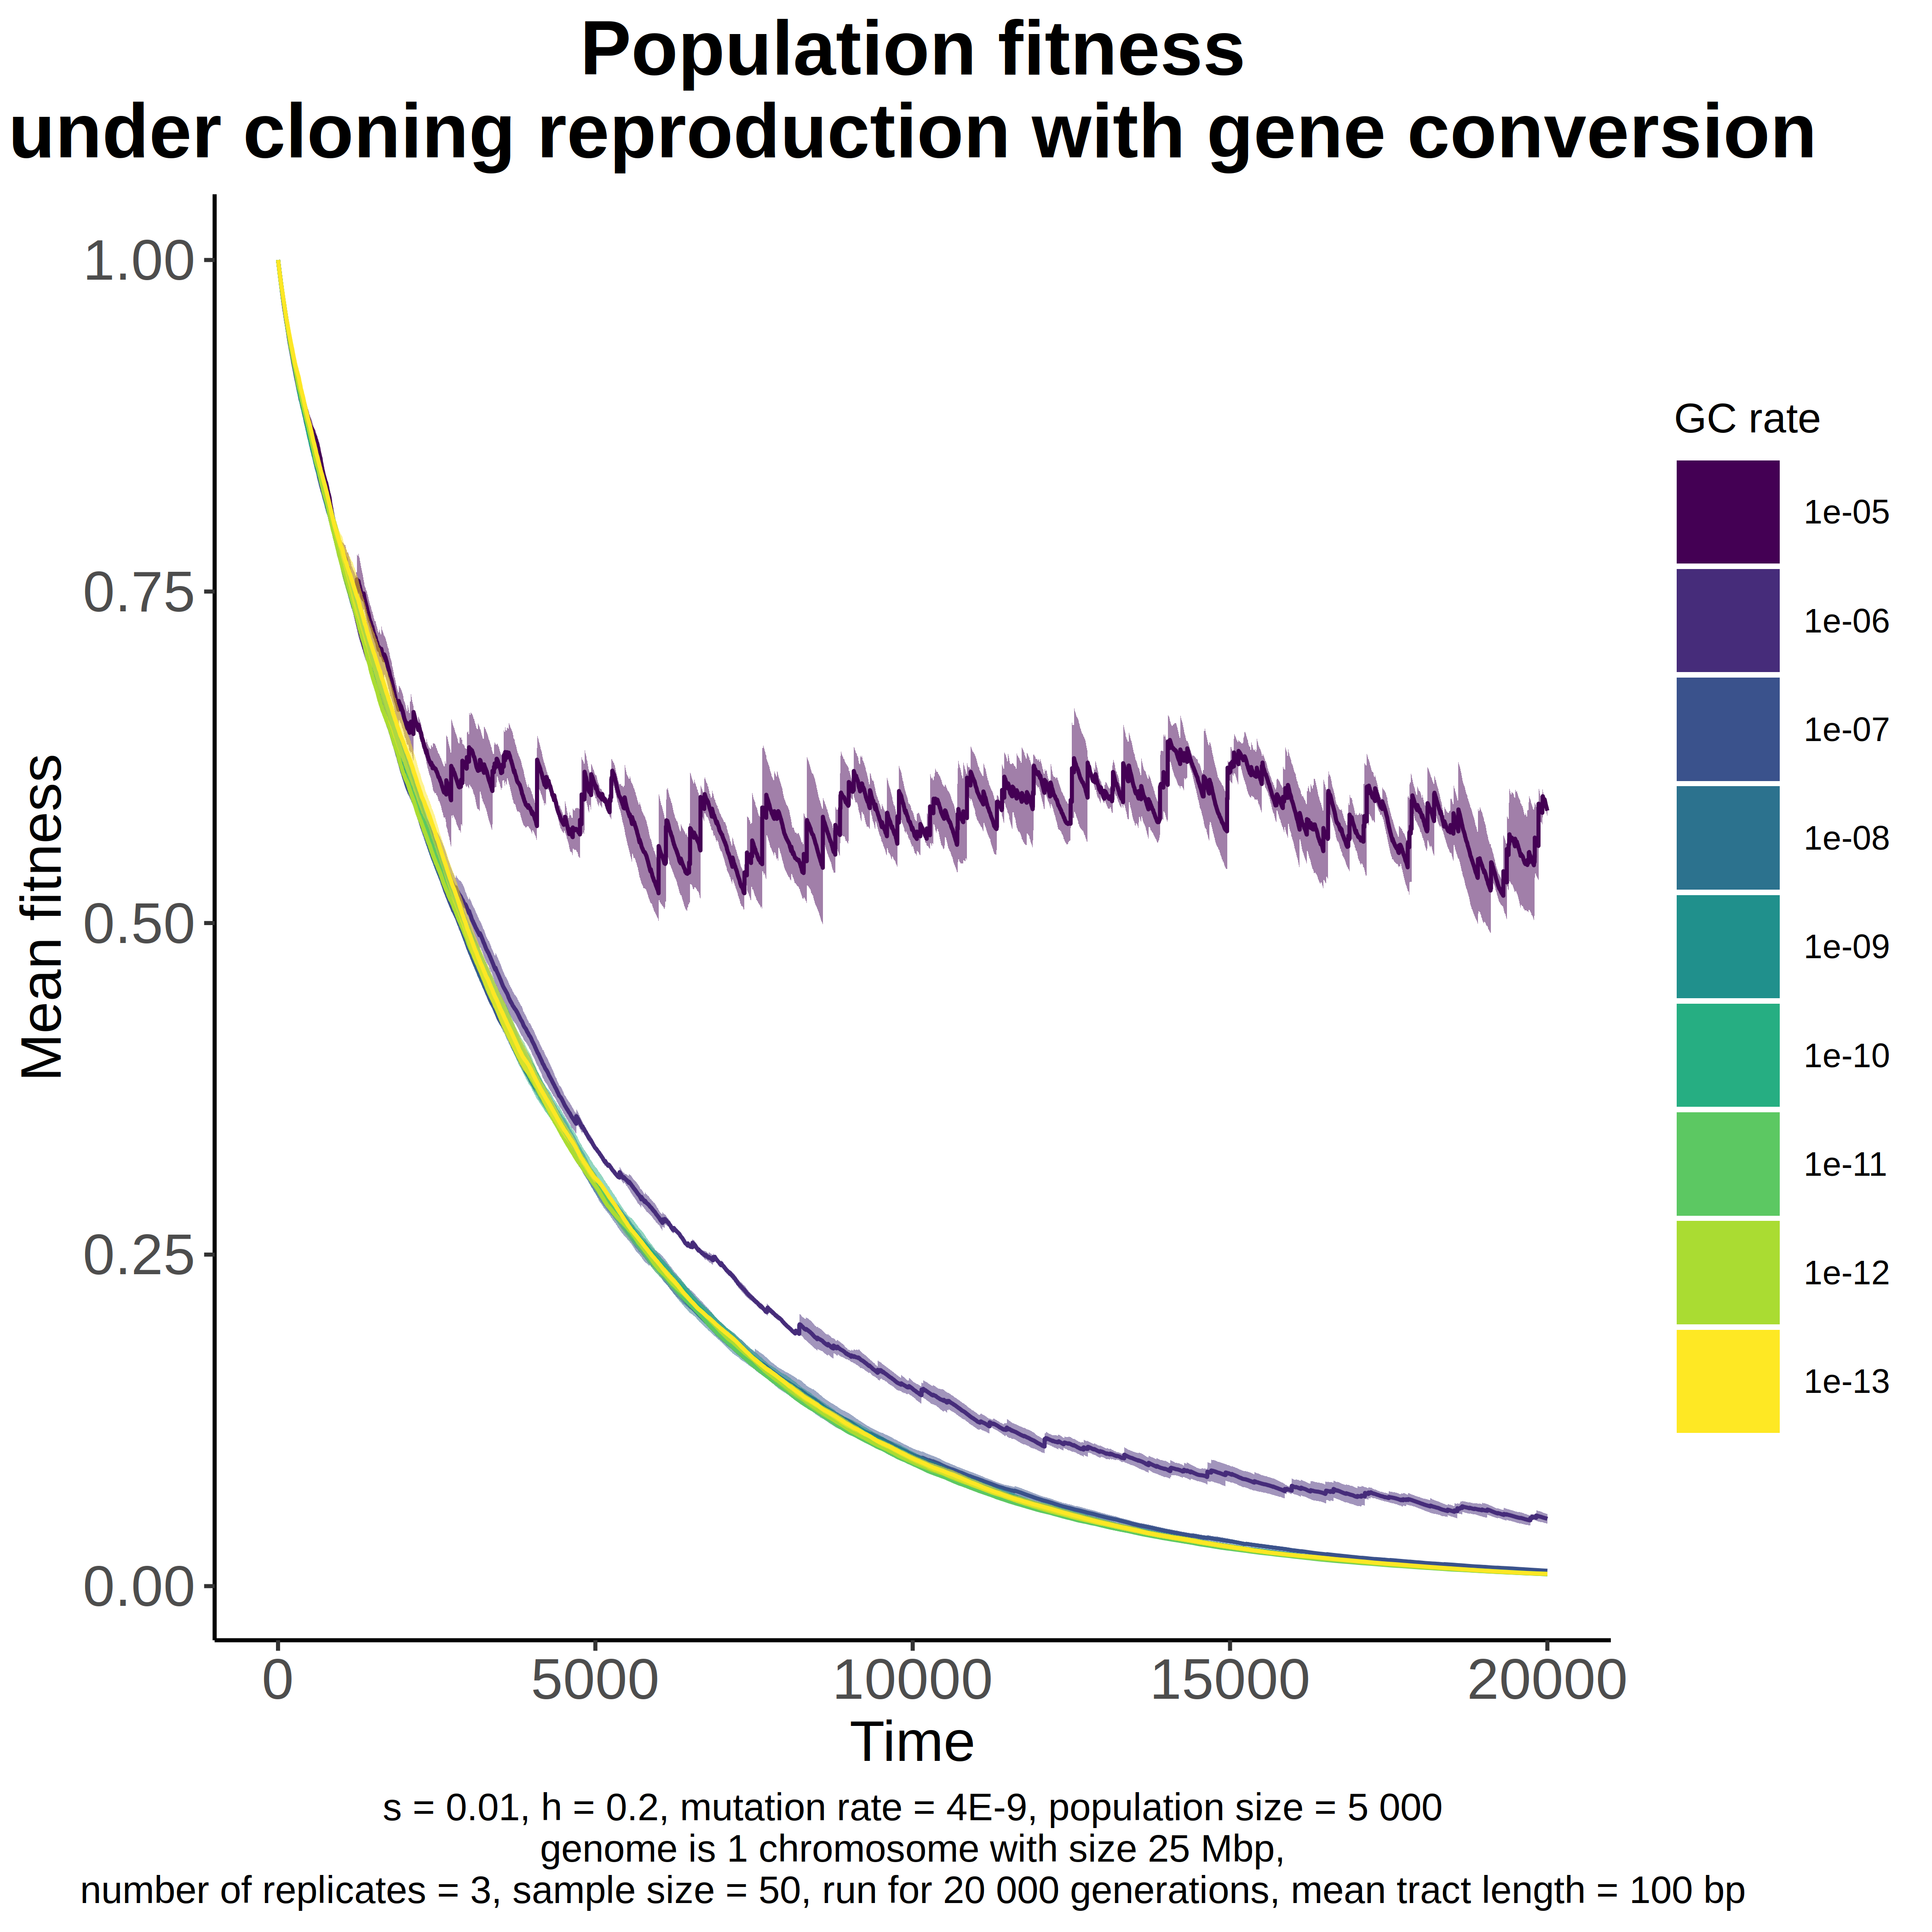 Population fitness
under cloning reproduction with gene conversion
Mean fitness
1.00
0.75
0.50
0.25
0.00
0
5000
10000
15000
20000
Time
GC rate
1e-05
1e-06
1e-07
1e-08
1e-09
1e-10
1e-11
1e-12
1e-13
s = 0.01, h = 0.2, mutation rate = 4E-9, population size = 5 000
genome is 1 chromosome with size 25 Mbp,
number of replicates = 3, sample size = 50, run for 20 000 generations, mean tract length = 100 bp